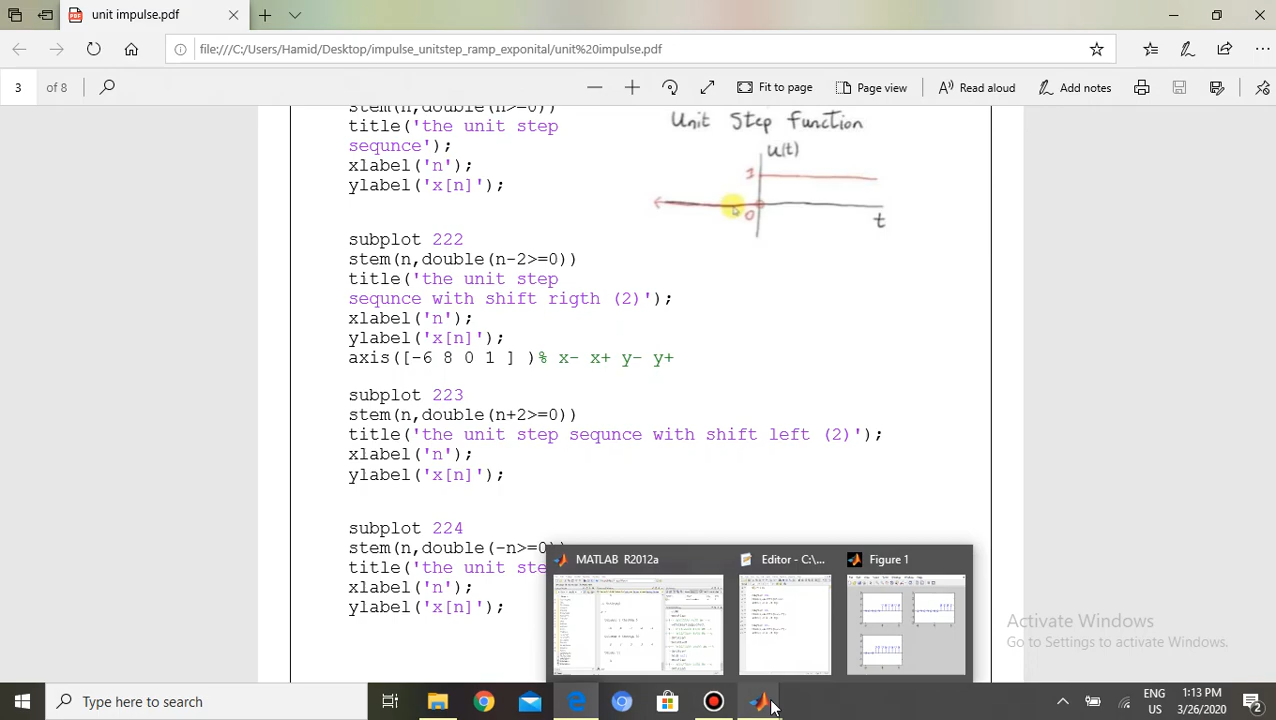 unit impulse.pdf
file:///C:/Users/Hamid/Desktop/impulse_unitstep_ramp_exponital/unit%20impulse.pdf
3 of 8
Fit to page
Page view
Read aloud
Add notes
stem(n,double(n>=0))
title('the unit step
sequnce');
xlabel('n');
ylabel('x[n]');
Unit Step Function
u(t)
1
0
t
subplot 222
stem(n,double(n-2>=0))
title('the unit step
sequnce with shift rigth (2)');
xlabel('n');
ylabel('x[n]');
axis([-6 8 0 1 ] )% x- x+ y- y+
subplot 223
stem(n,double(n+2>=0))
title('the unit step sequnce with shift left (2)');
xlabel('n');
ylabel('x[n]');
subplot 224
stem(n,double(-n>=0))
title('the unit ste
xlabel('n');
ylabel('x[n]');
MATLAB R2012a
Editor - C:\...
Figure 1
Activate Windows
Go to Settings to activate Windows.
Type here to search
ENG
US
1:13 PM
3/26/2020
2